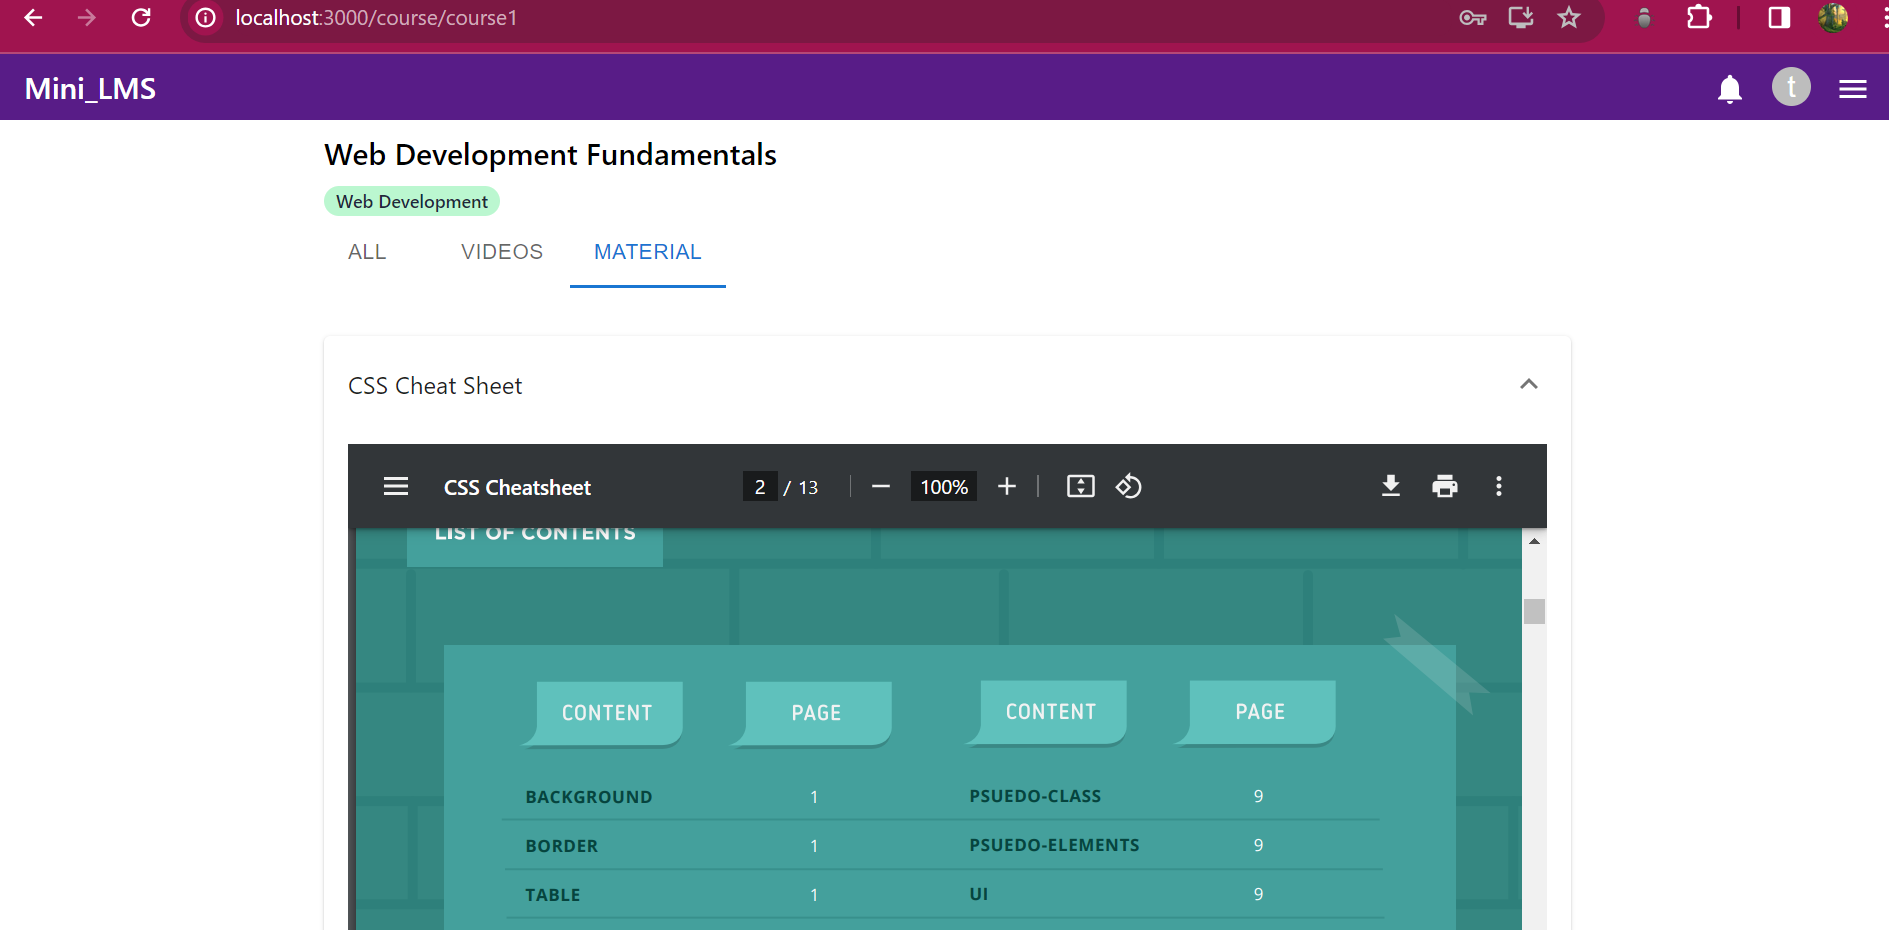 localhost:3000/course/course1
Mini_LMS
t
Web Development Fundamentals
Web Development
ALL VIDEOS MATERIAL
CSS Cheat Sheet
CSS Cheatsheet 2 / 13 100%
LIST OF CONTENTS
CONTENT PAGE CONTENT PAGE
BACKGROUND 1 PSUEDO-CLASS 9
BORDER 1 PSUEDO-ELEMENTS 9
TABLE 1 UI 9